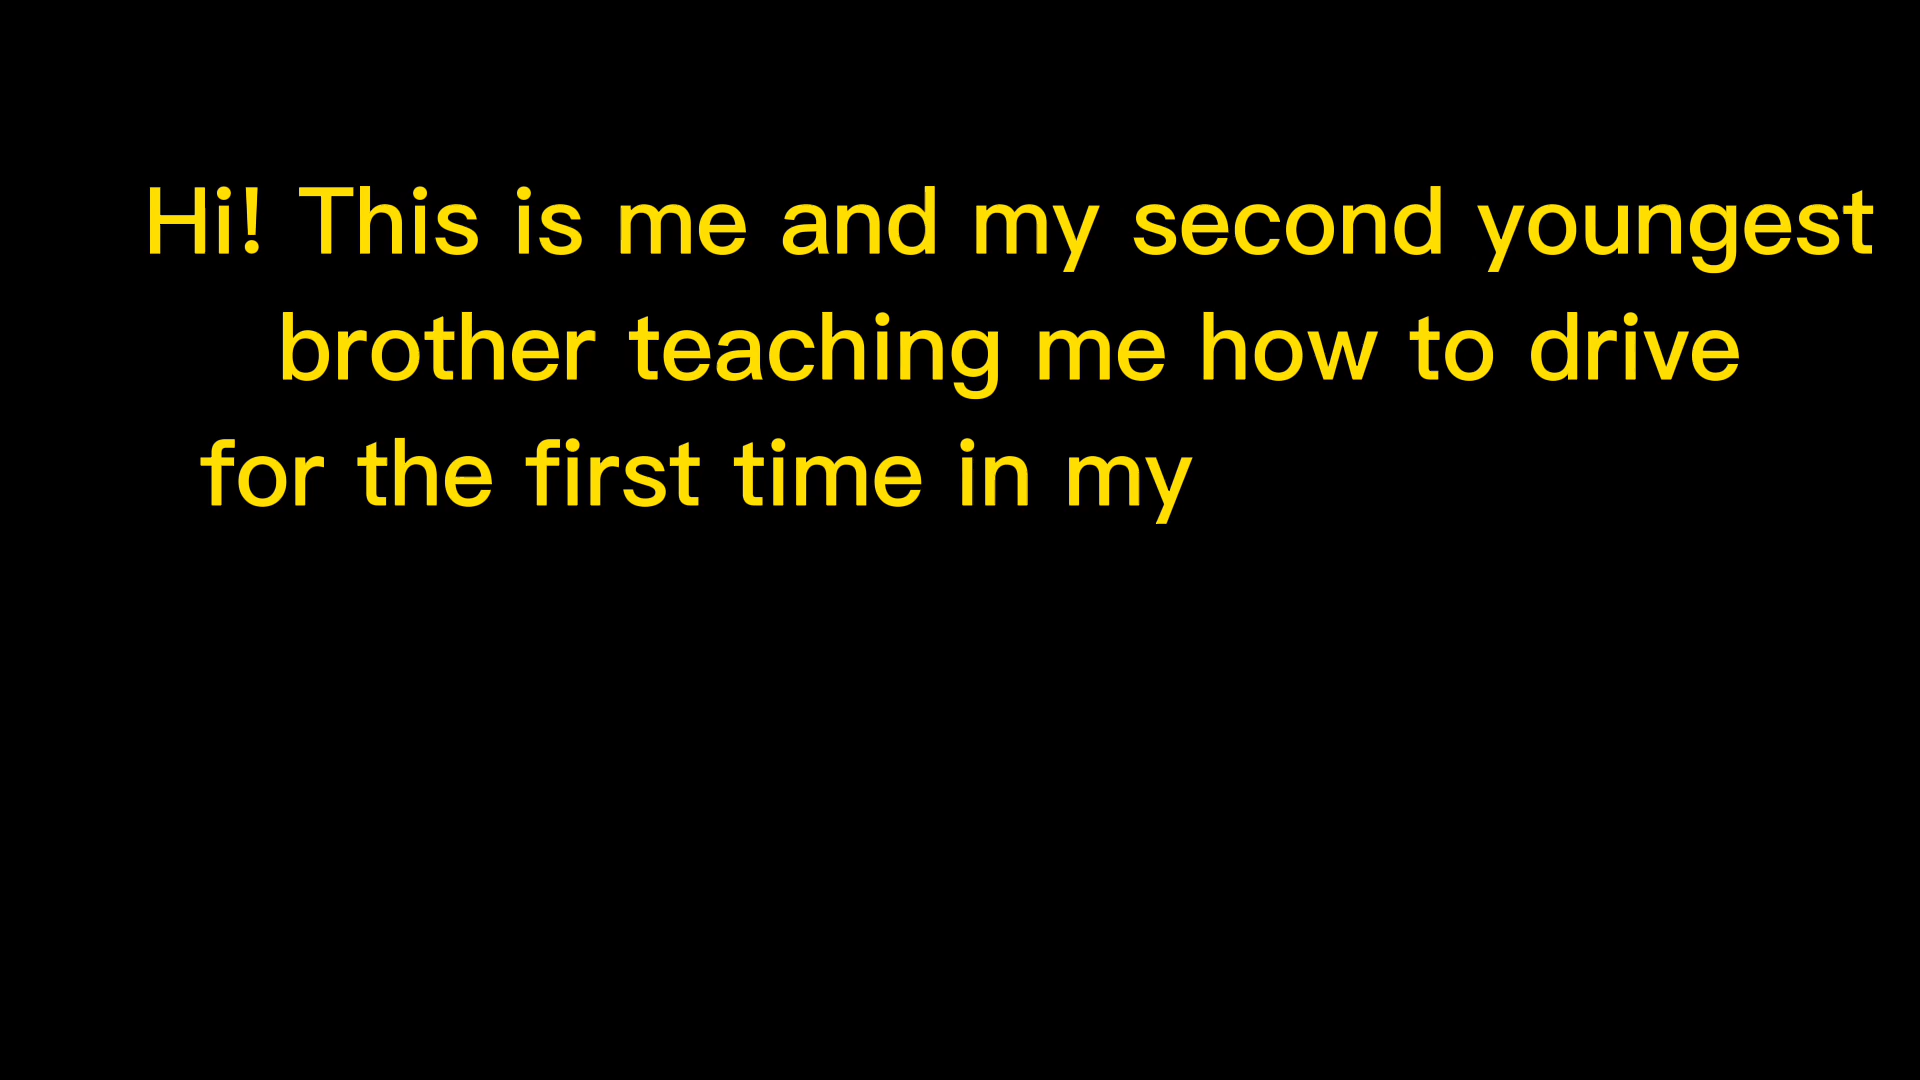 Hi! This is me and my second youngest
brother teaching me how to drive
for the first time in my